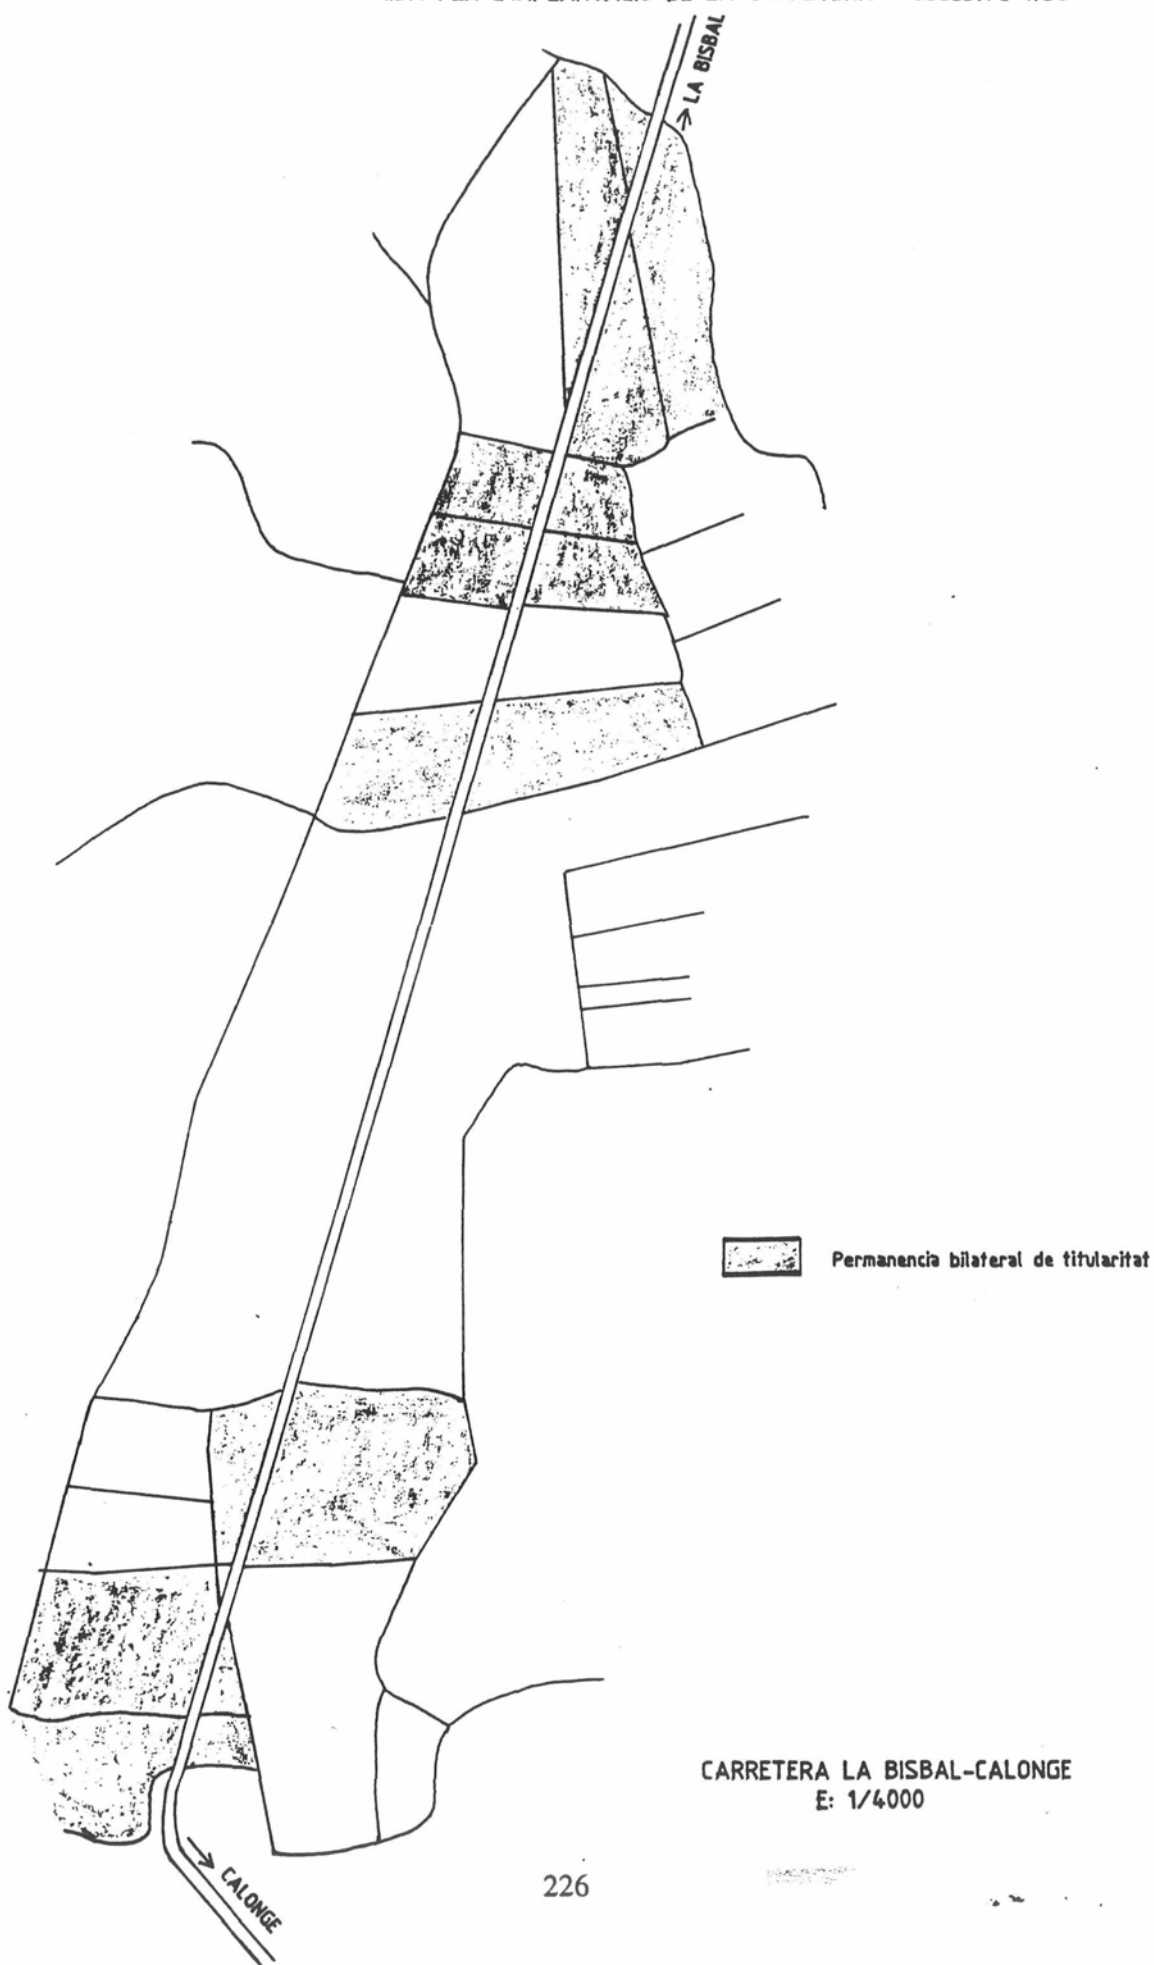 LA BISBAL
Permanencia bilateral de titularitat
CARRETERA LA BISBAL-CALONGE
E: 1/4000
CALONGE
226